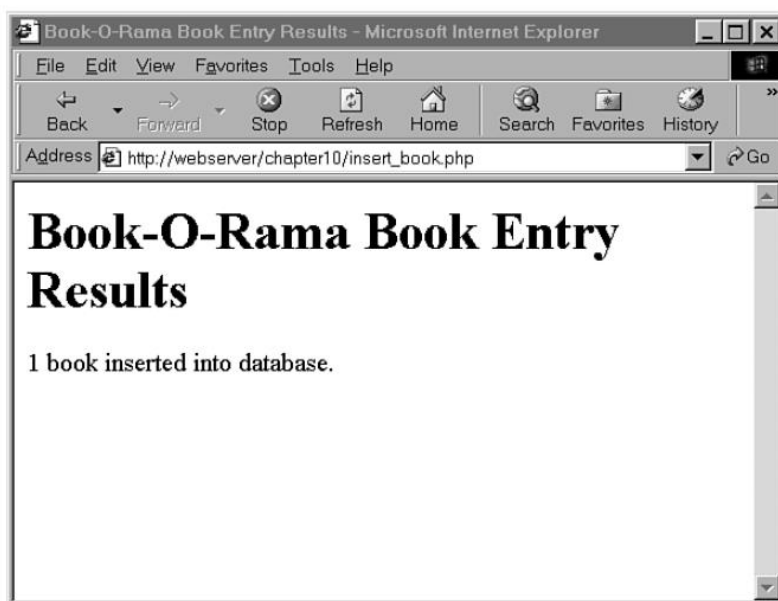 Book-O-Rama Book Entry Results - Microsoft Internet Explorer
File Edit View Favorites Tools Help
Back Forward Stop Refresh Home Search Favorites History »
Address http://webserver/chapter10/insert_book.php Go
Book-O-Rama Book Entry
Results
1 book inserted into database.